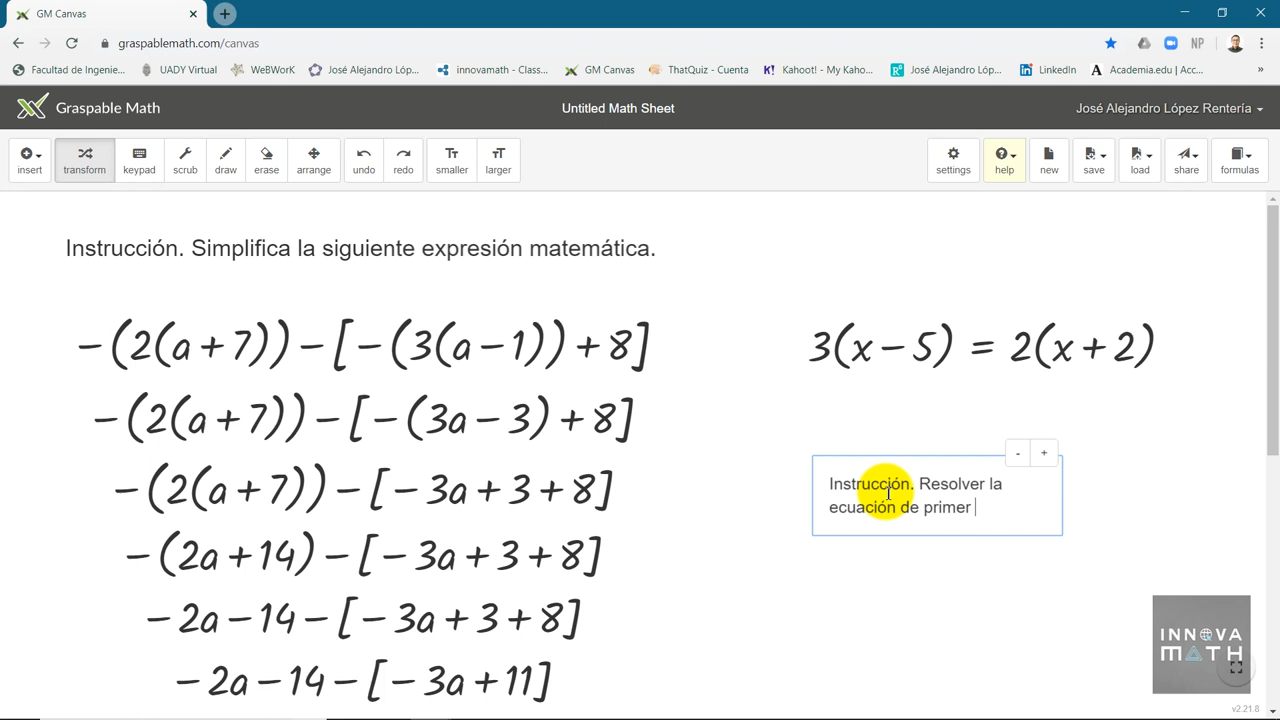 GM Canvas
graspablemath.com/canvas
NP
Facultad de Ingenie...
UADY Virtual
WeBWorK
José Alejandro Lóp...
innovamath - Class...
GM Canvas
ThatQuiz - Cuenta
Kahoot! - My Kaho...
José Alejandro Lóp...
LinkedIn
Academia.edu | Acc...
»
Graspable Math
Untitled Math Sheet
José Alejandro López Rentería
insert
transform
keypad
scrub
draw
erase
arrange
undo
redo
smaller
larger
settings
help
new
save
load
share
formulas
Instrucción. Simplifica la siguiente expresión matemática.
-(2(a+7))-[-(3(a-1))+8]
-(2(a+7))-[-(3a-3)+8]
-(2(a+7))-[-3a+3+8]
-(2a+14)-[-3a+3+8]
-2a-14-[-3a+3+8]
-2a-14-[-3a+11]
3(x-5) = 2(x+2)
- +
Instrucción. Resolver la
ecuación de primer
INNOVA
MATH
v2.21.8